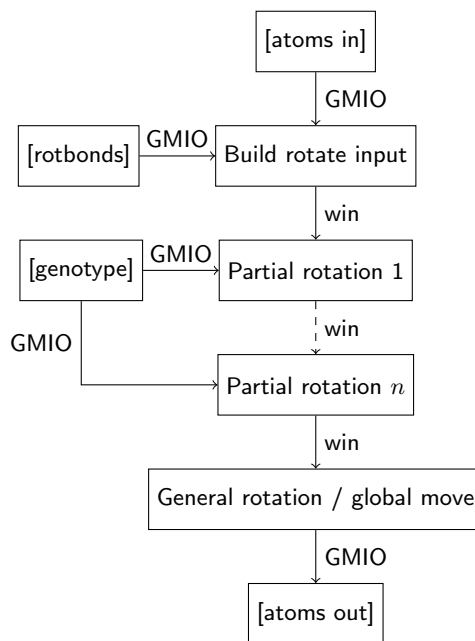 [atoms in]
GMIO
[rotbonds]
GMIO
Build rotate input
win
[genotype]
GMIO
Partial rotation 1
GMIO
win
Partial rotation n
win
General rotation / global move
GMIO
[atoms out]